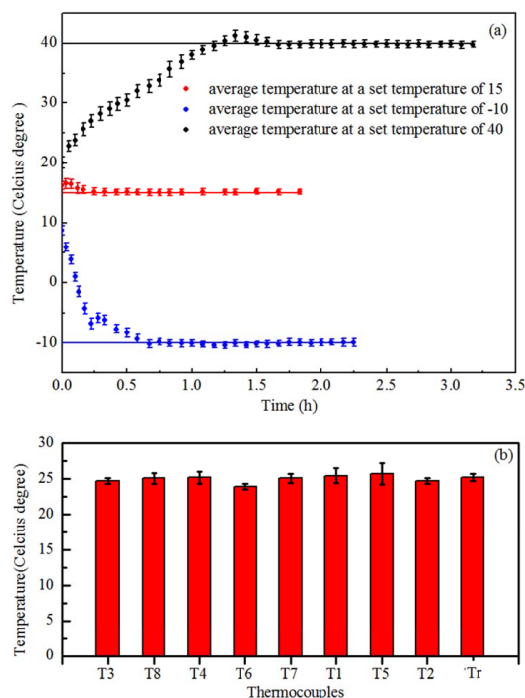 (a)
40
30
20
10
0
-10
Temperature (Celcius degree)
average temperature at a set temperature of 15
average temperature at a set temperature of -10
average temperature at a set temperature of 40
0.0 0.5 1.0 1.5 2.0 2.5 3.0 3.5
Time (h)
(b)
30
25
20
15
10
5
0
Temperature(Celcius degree)
T3 T8 T4 T6 T7 T1 T5 T2 Tr
Thermocouples